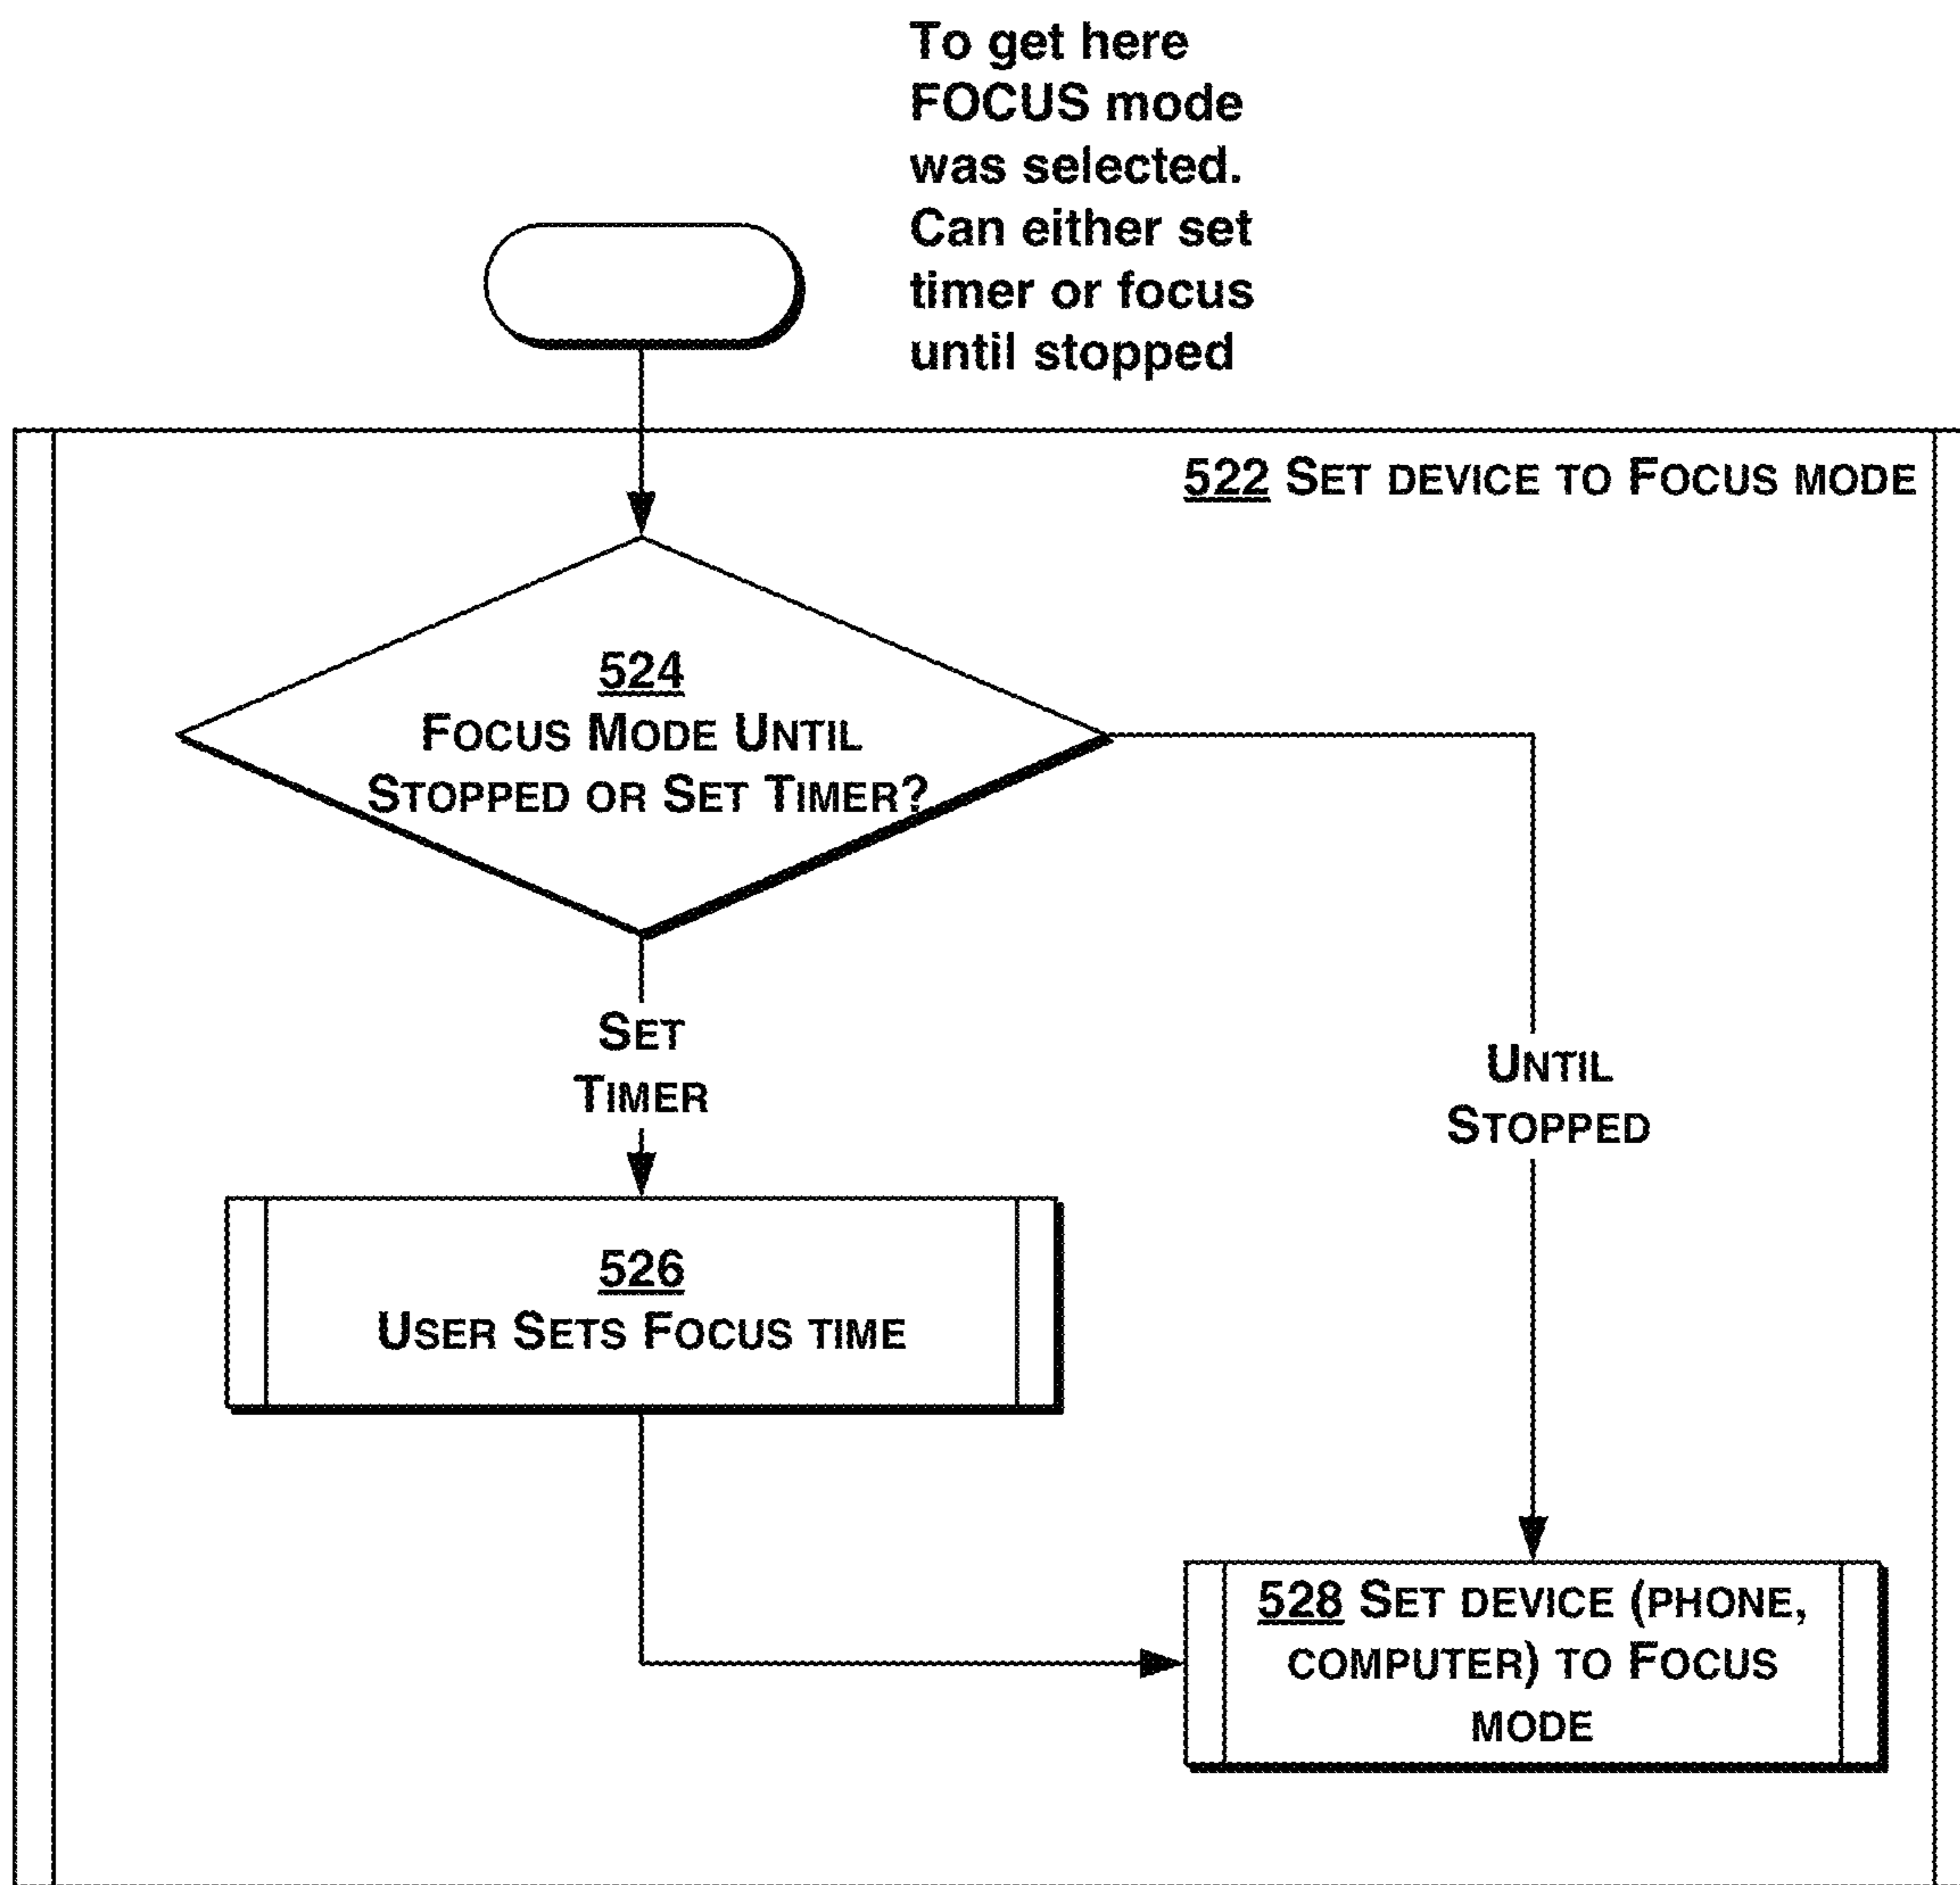 To get here
FOCUS mode
was selected.
Can either set
timer or focus
until stopped
522 SET DEVICE TO FOCUS MODE
524
FOCUS MODE UNTIL
STOPPED OR SET TIMER?
SET
TIMER
UNTIL
STOPPED
526
USER SETS FOCUS TIME
528 SET DEVICE (PHONE,
COMPUTER) TO FOCUS
MODE